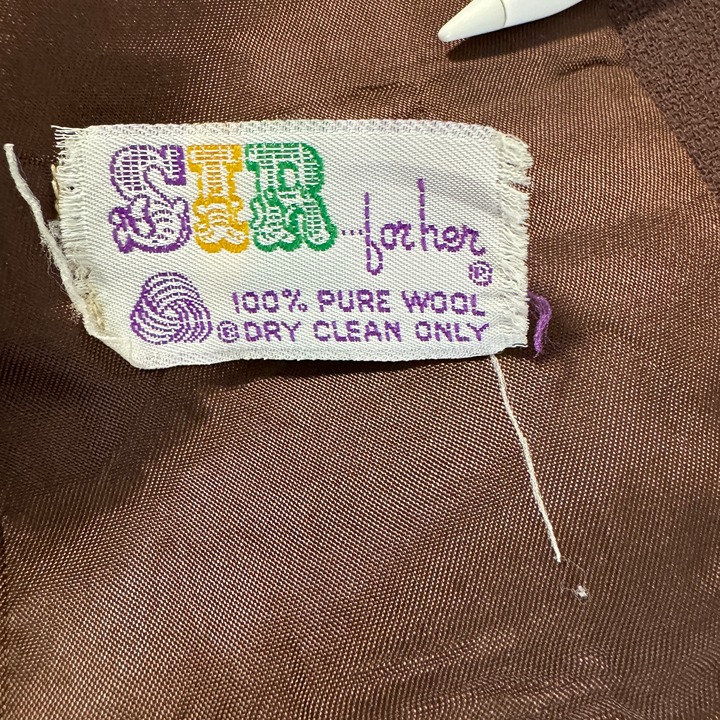 SIR...for her ®
100% PURE WOOL
® DRY CLEAN ONLY